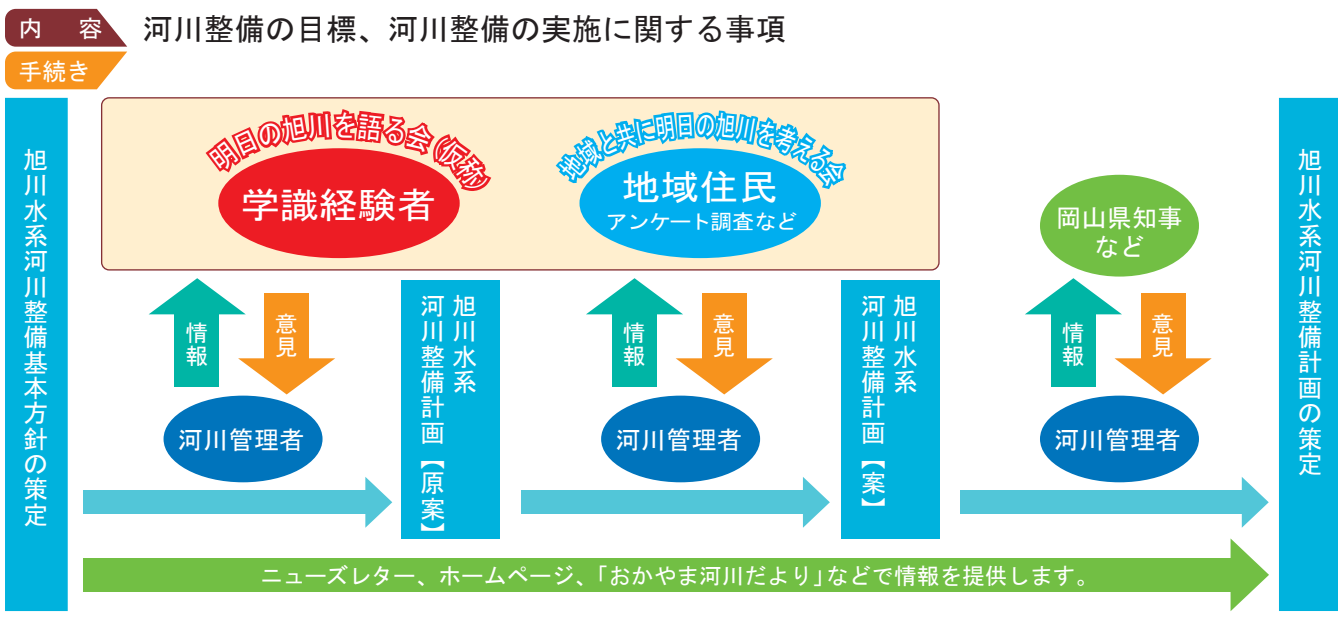 内 容
河川整備の目標、河川整備の実施に関する事項
手続き
旭川水系河川整備基本方針の策定
明日の旭川を語る会(仮称)
学識経験者
地域と共に明日の旭川を考える会
地域住民
アンケート調査など
情報
意見
河川管理者
旭川水系
河川整備計画【原案】
情報
意見
河川管理者
旭川水系
河川整備計画【案】
岡山県知事
など
情報
意見
河川管理者
旭川水系河川整備計画の策定
ニューズレター、ホームページ、「おかやま河川だより」などで情報を提供します。